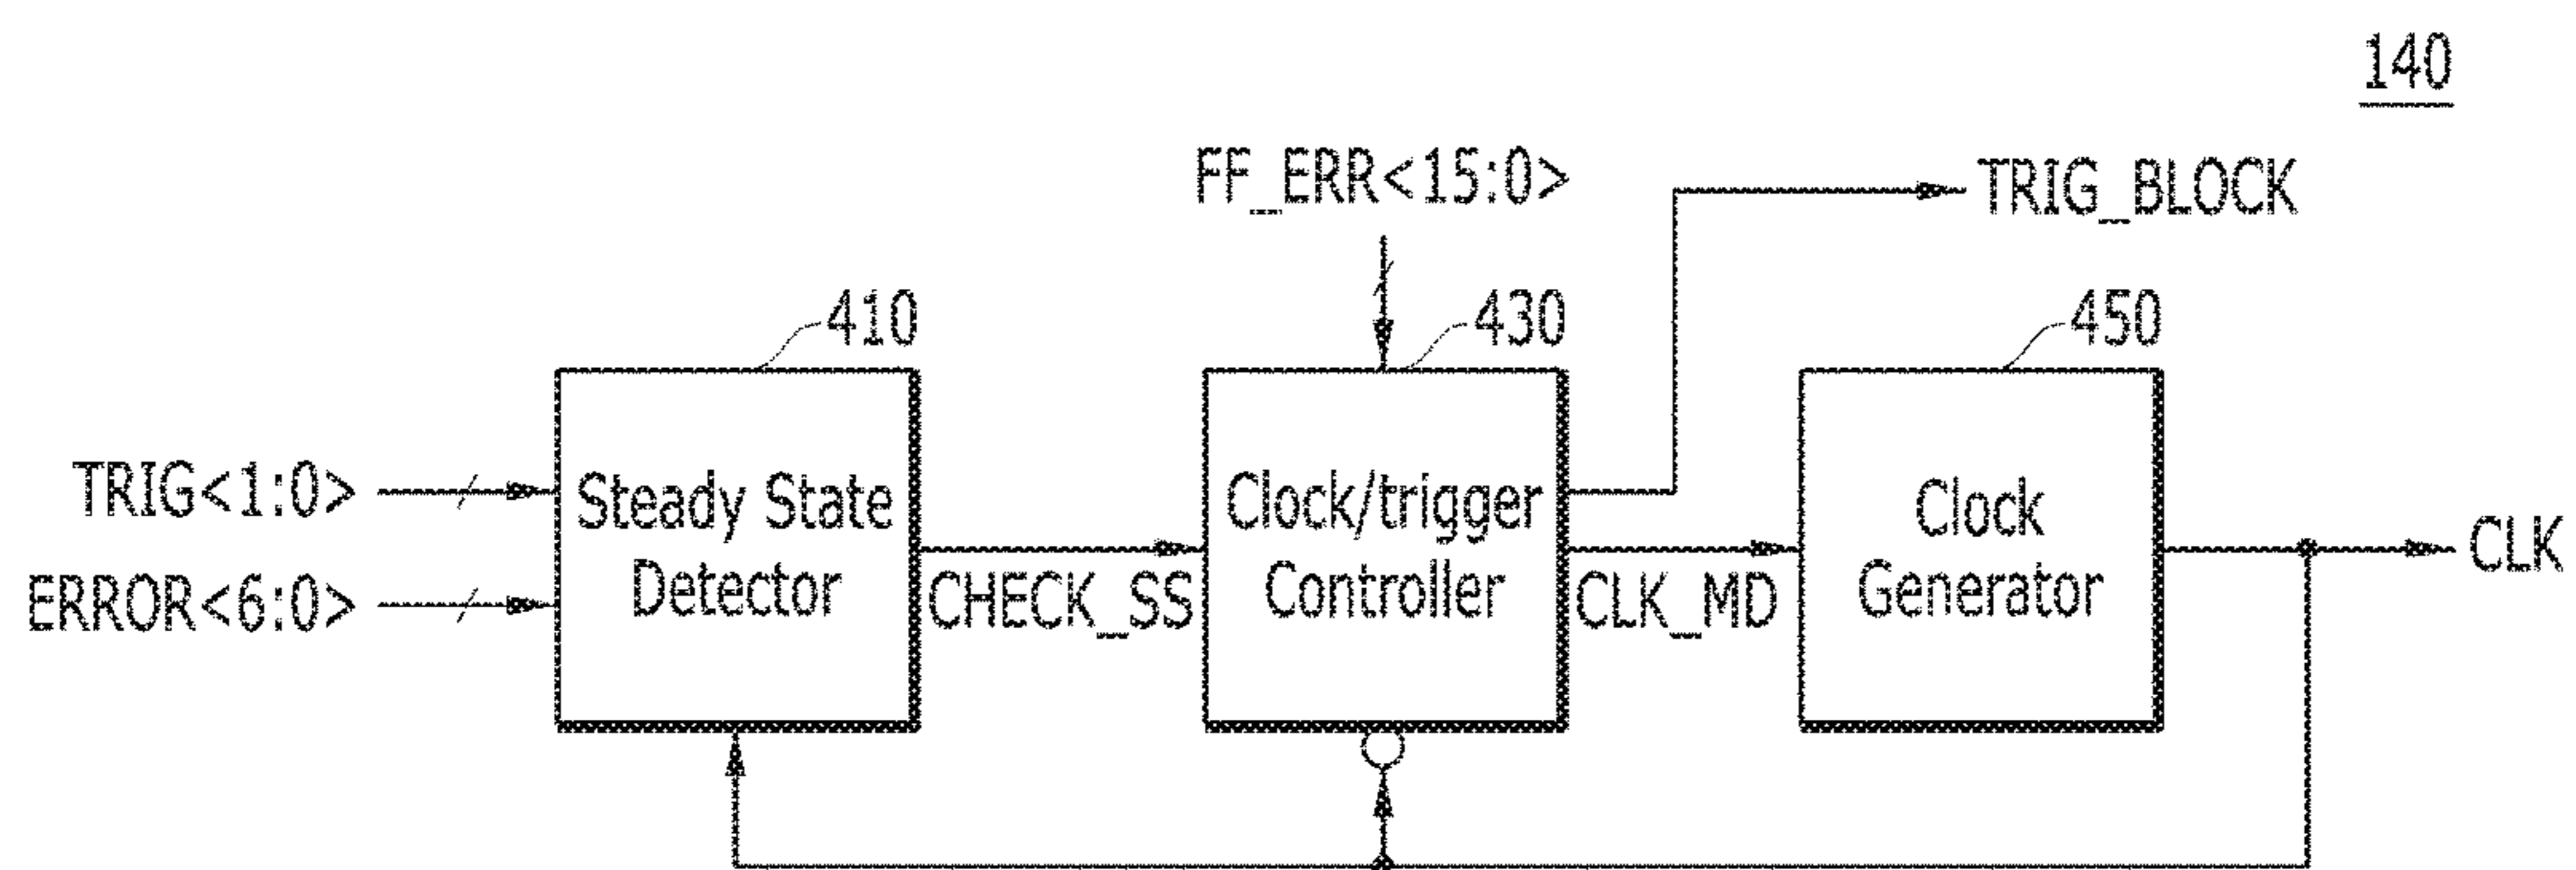 140
FF_ERR<15:0>
TRIG_BLOCK
410
430
450
TRIG<1:0>
ERROR<6:0>
Steady State
Detector
CHECK_SS
Clock/trigger
Controller
CLK_MD
Clock
Generator
CLK